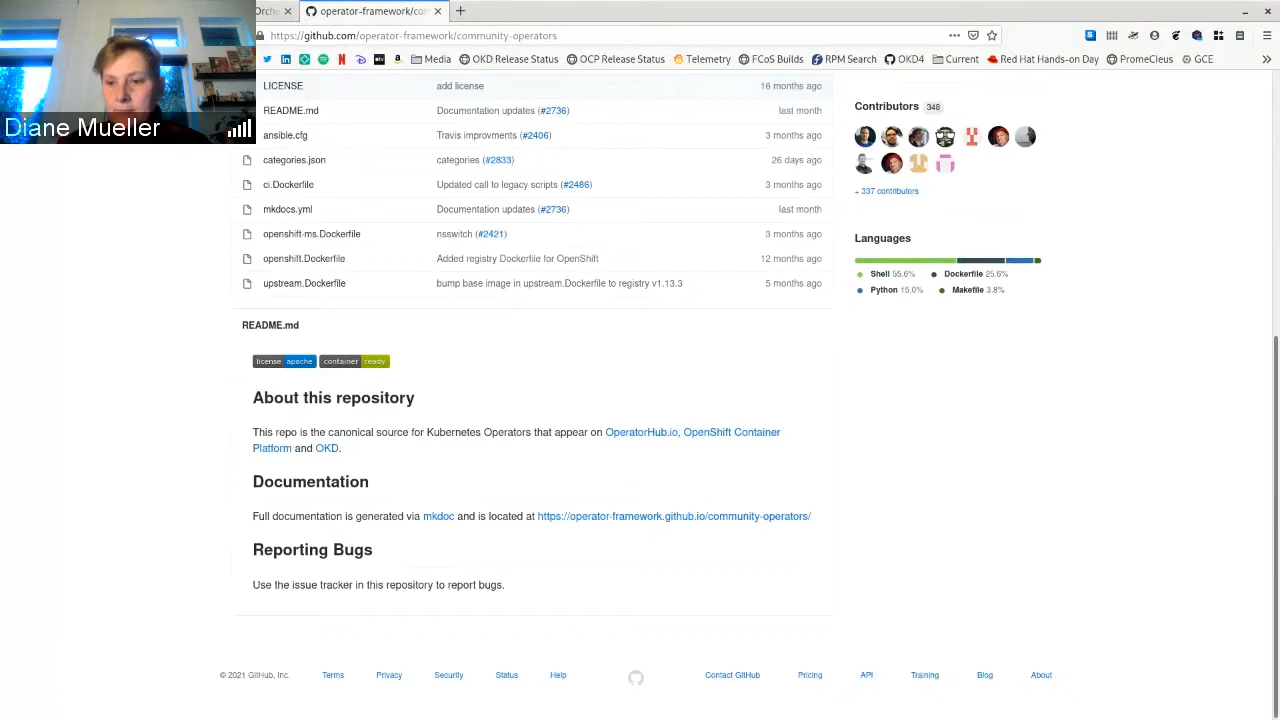 Orche
operator-framework/com
https://github.com/operator-framework/community-operators
Media
OKD Release Status
OCP Release Status
Telemetry
FCoS Builds
RPM Search
OKD4
Current
Red Hat Hands-on Day
PromeCleus
GCE
Diane Mueller
LICENSE add license 16 months ago
README.md Documentation updates (#2736) last month
ansible.cfg Travis improvments (#2406) 3 months ago
categories.json categories (#2833) 26 days ago
ci.Dockerfile Updated call to legacy scripts (#2486) 3 months ago
mkdocs.yml Documentation updates (#2736) last month
openshift-ms.Dockerfile nsswitch (#2421) 3 months ago
openshift.Dockerfile Added registry Dockerfile for OpenShift 12 months ago
upstream.Dockerfile bump base image in upstream.Dockerfile to registry v1.13.3 5 months ago
Contributors 348
+ 337 contributors
Languages
Shell 55.6% Dockerfile 25.6%
Python 15.0% Makefile 3.8%
README.md
license apache container ready
About this repository
This repo is the canonical source for Kubernetes Operators that appear on OperatorHub.io, OpenShift Container
Platform and OKD.
Documentation
Full documentation is generated via mkdoc and is located at https://operator-framework.github.io/community-operators/
Reporting Bugs
Use the issue tracker in this repository to report bugs.
© 2021 GitHub, Inc. Terms Privacy Security Status Help Contact GitHub Pricing API Training Blog About